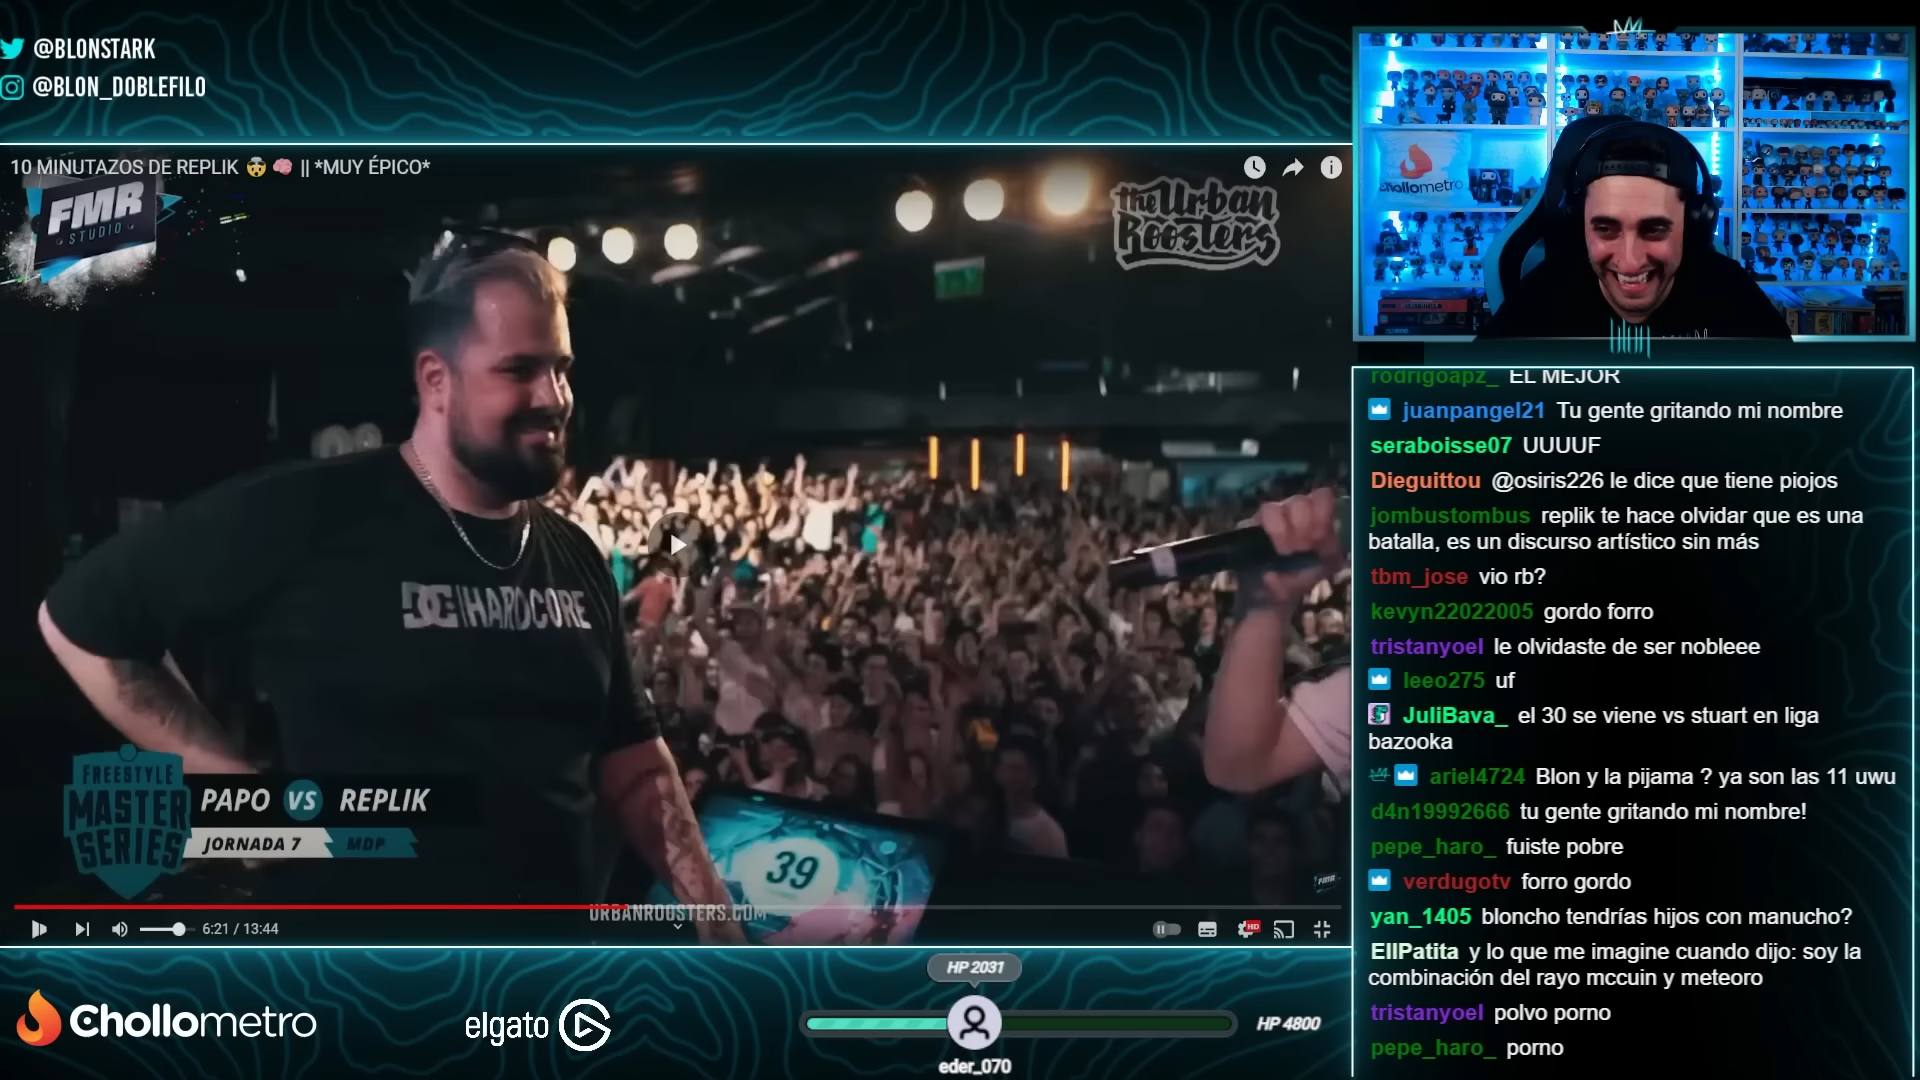 @BLONSTARK
@BLON_DOBLEFILO
10 MINUTAZOS DE REPLIK 🤯🧠 || *MUY ÉPICO*
FMR
STUDIO
the Urban
Roosters
DC HARDCORE
FREESTYLE
MASTER
SERIES
PAPO VS REPLIK
JORNADA 7 MDP
39
URBANROOSTERS.COM
6:21 / 13:44
HD
Chollometro
elgato
HP 2031
HP 4800
eder_070
chollometro
rodrigoapz_ EL MEJOR
juanpangel21 Tu gente gritando mi nombre
seraboisse07 UUUUF
Dieguittou @osiris226 le dice que tiene piojos
jombustombus replik te hace olvidar que es una
batalla, es un discurso artístico sin más
tbm_jose vio rb?
kevyn22022005 gordo forro
tristanyoel le olvidaste de ser nobleee
leeo275 uf
JuliBava_ el 30 se viene vs stuart en liga
bazooka
ariel4724 Blon y la pijama ? ya son las 11 uwu
d4n19992666 tu gente gritando mi nombre!
pepe_haro_ fuiste pobre
verdugotv forro gordo
yan_1405 bloncho tendrías hijos con manucho?
EllPatita y lo que me imagine cuando dijo: soy la
combinación del rayo mccuin y meteoro
tristanyoel polvo porno
pepe_haro_ porno